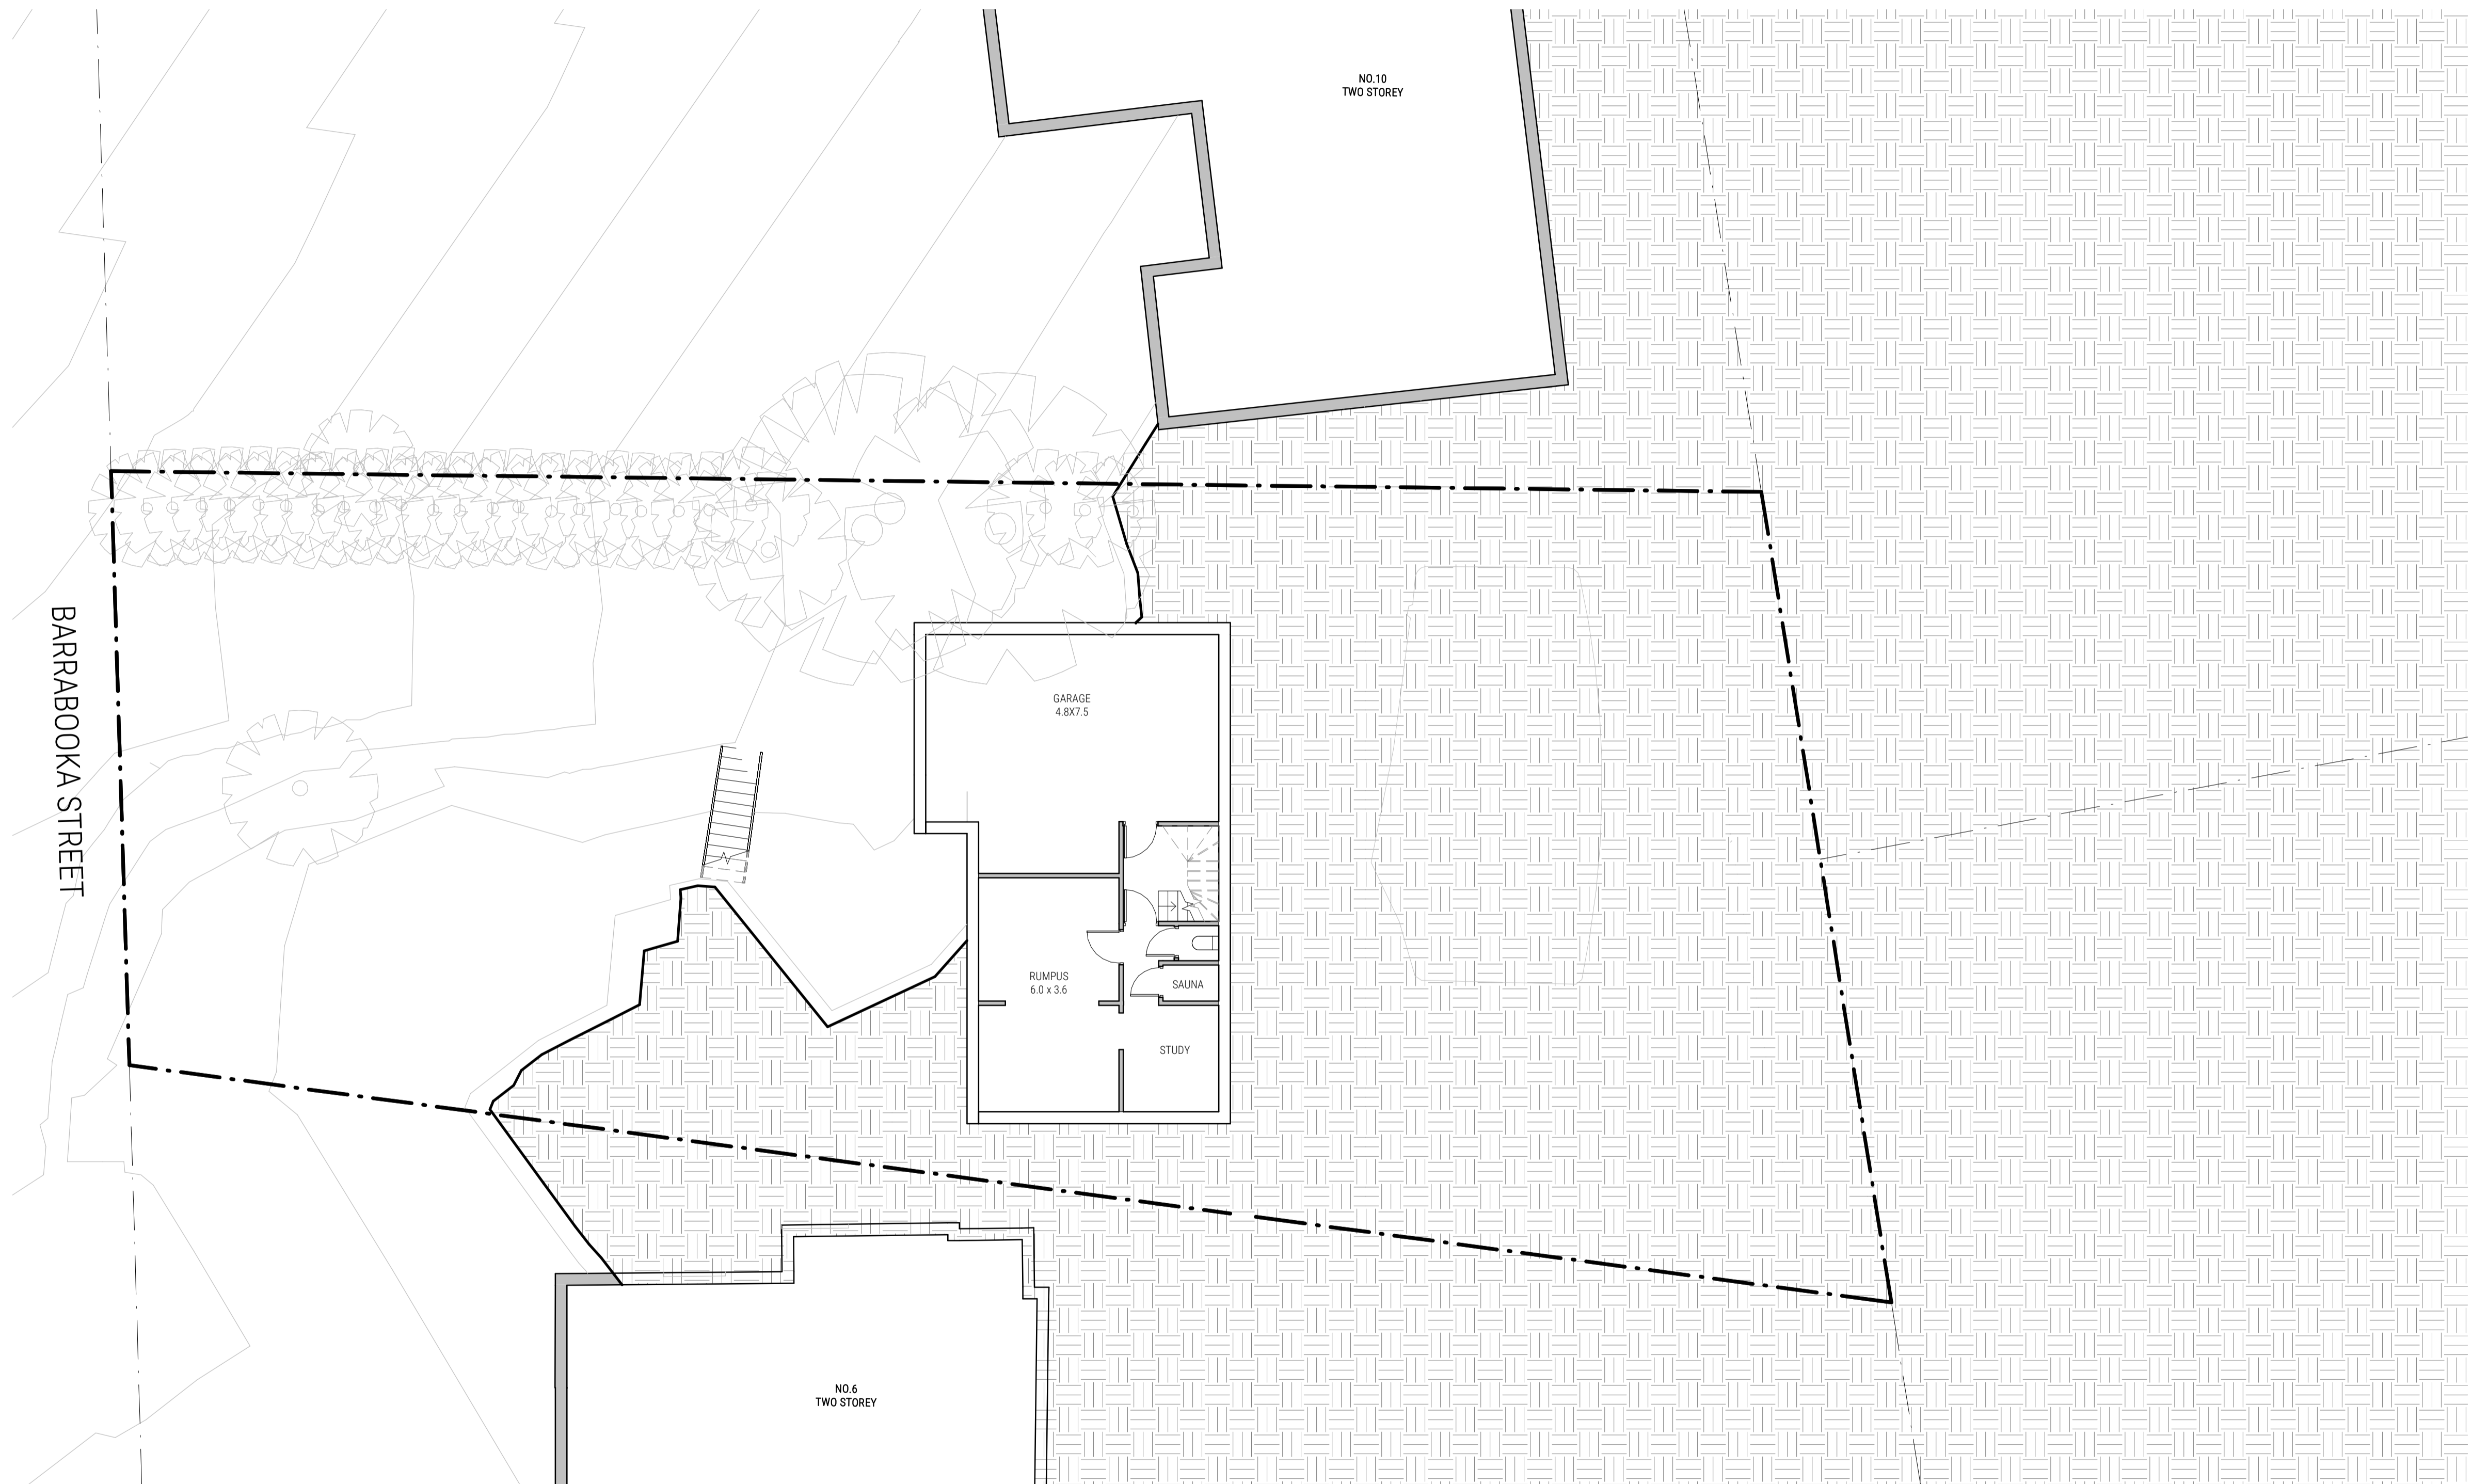 NO.10
TWO STOREY
BARRABOOKA STREET
GARAGE
4.8X7.5
RUMPUS
6.0 x 3.6
SAUNA
STUDY
NO.6
TWO STOREY